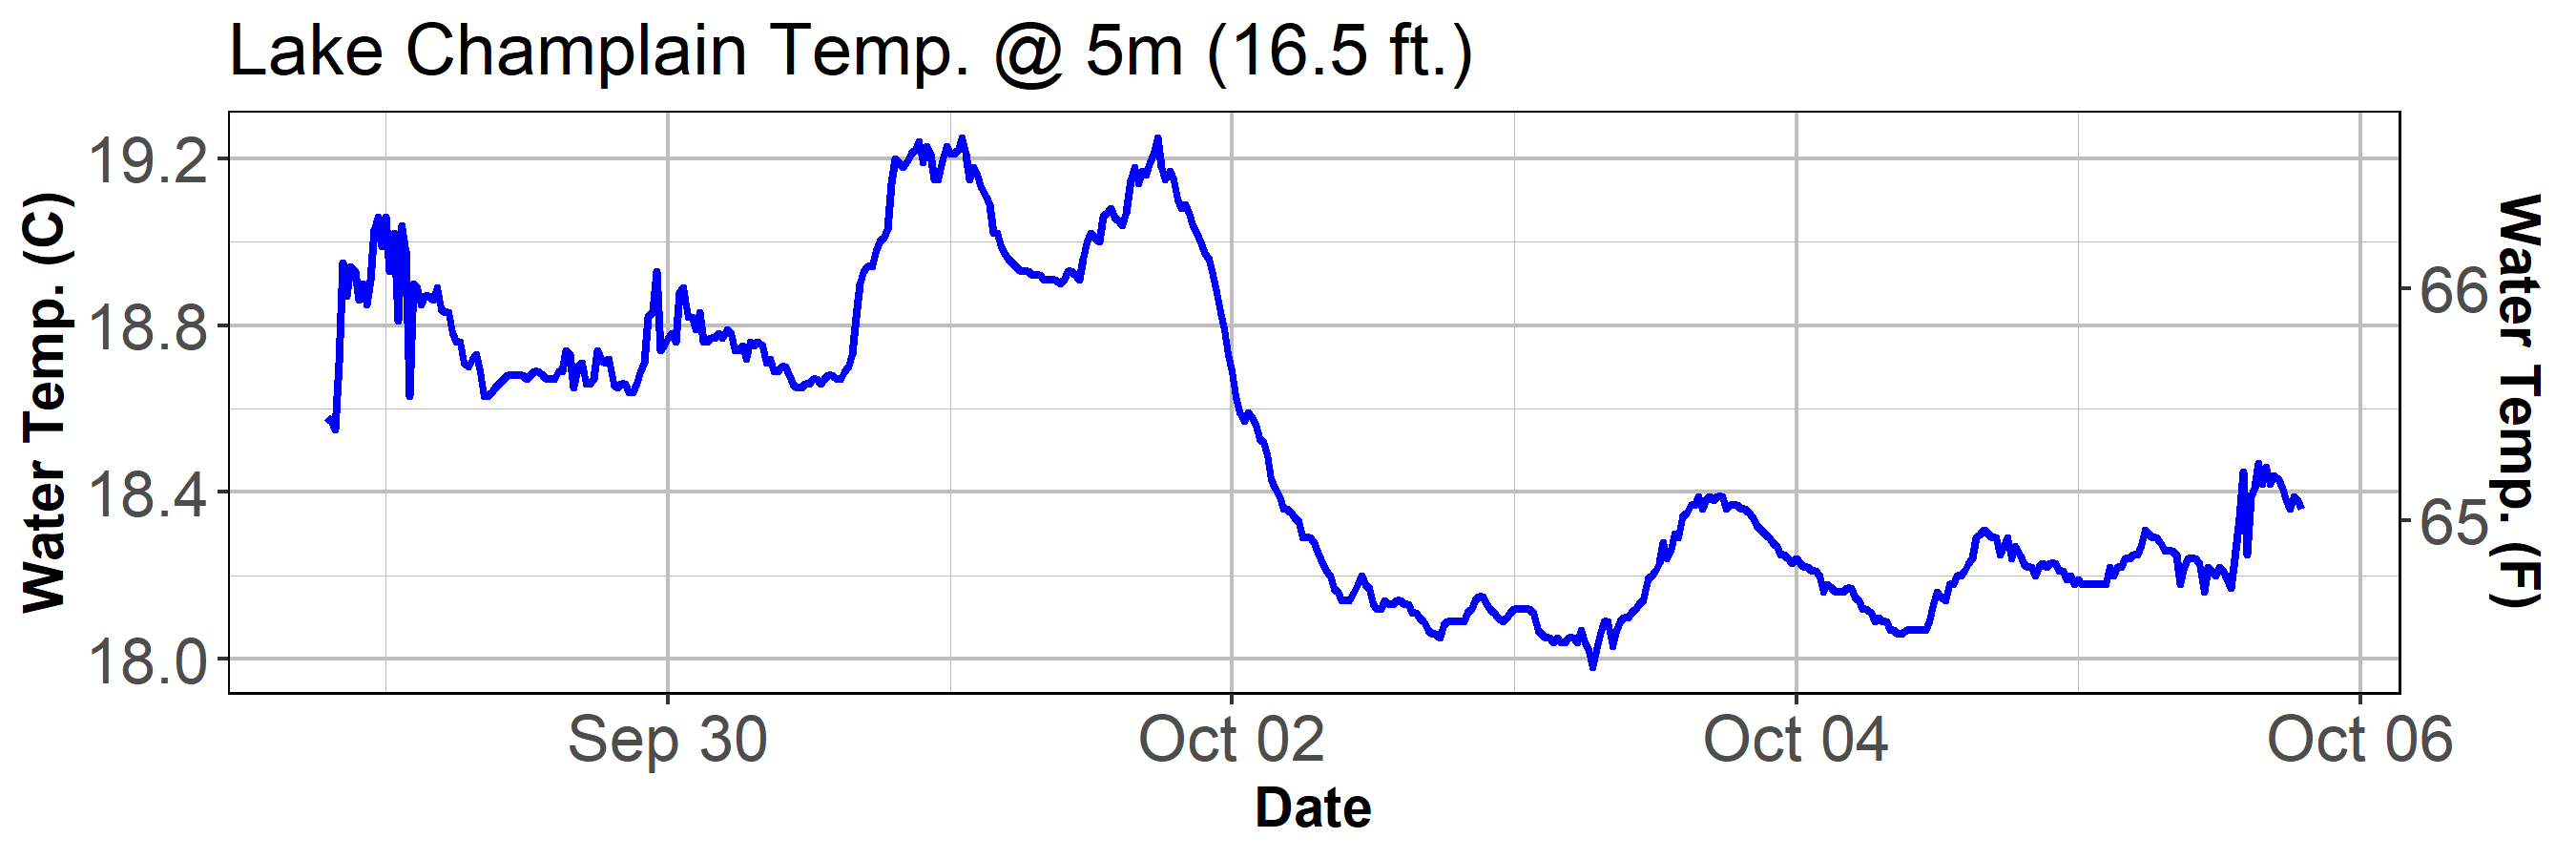 Lake Champlain Temp. @ 5m (16.5 ft.)
Water Temp. (C)
19.2
18.8
18.4
18.0
66
65
Water Temp. (F)
Sep 30
Oct 02
Oct 04
Oct 06
Date